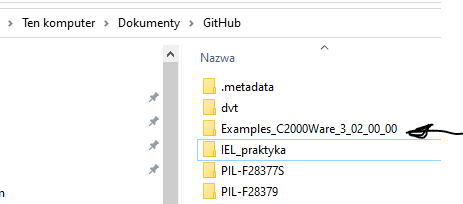 Ten komputer > Dokumenty > GitHub
Nazwa
.metadata
dvt
Examples_C2000Ware_3_02_00_00
IEL_praktyka
PIL-F28377S
PIL-F28379